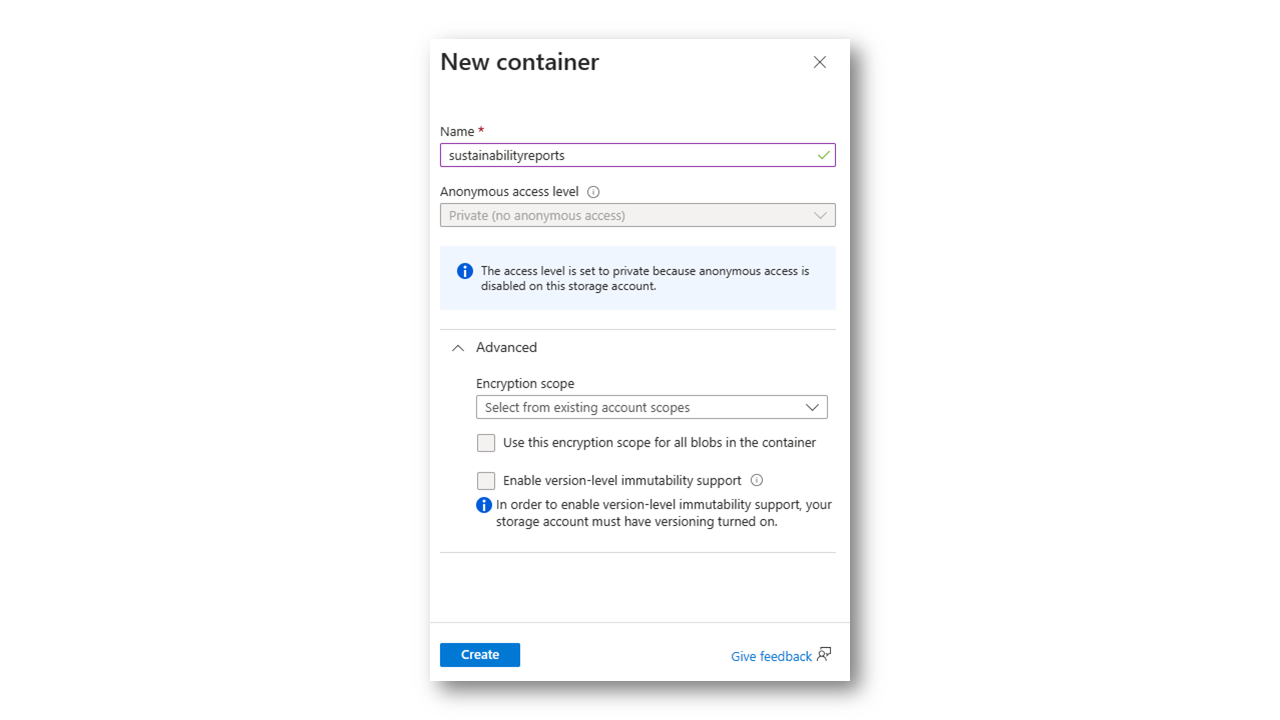 New container
Name *
sustainabilityreports
Anonymous access level
Private (no anonymous access)
The access level is set to private because anonymous access is
disabled on this storage account.
Advanced
Encryption scope
Select from existing account scopes
Use this encryption scope for all blobs in the container
Enable version-level immutability support
In order to enable version-level immutability support, your
storage account must have versioning turned on.
Create
Give feedback